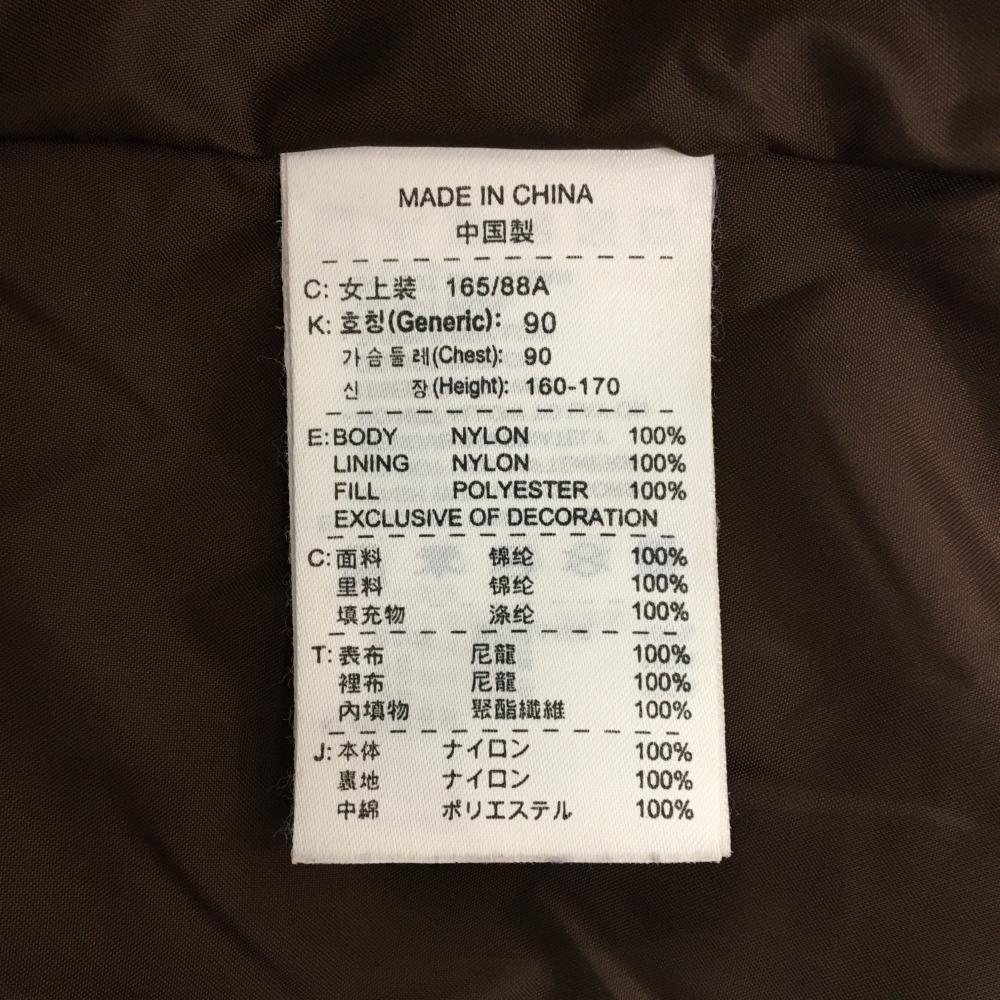 MADE IN CHINA
中国製
C: 女上装 165/88A
K: 호칭(Generic): 90
가슴둘레(Chest): 90
신 장(Height): 160-170
E: BODY NYLON 100%
LINING NYLON 100%
FILL POLYESTER 100%
EXCLUSIVE OF DECORATION
C: 面料 锦纶 100%
里料 锦纶 100%
填充物 涤纶 100%
T: 表布 尼龍 100%
裡布 尼龍 100%
內填物 聚酯纖維 100%
J: 本体 ナイロン 100%
裏地 ナイロン 100%
中綿 ポリエステル 100%